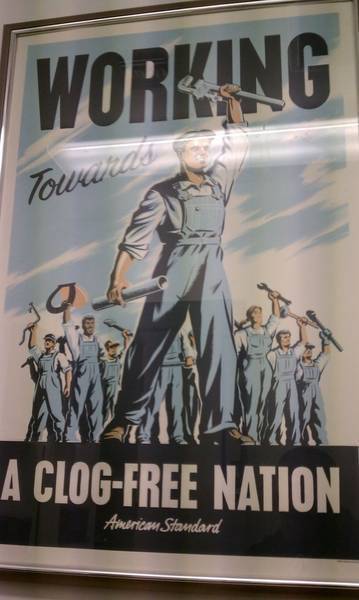 WORKING
Towards
A CLOG-FREE NATION
American Standard